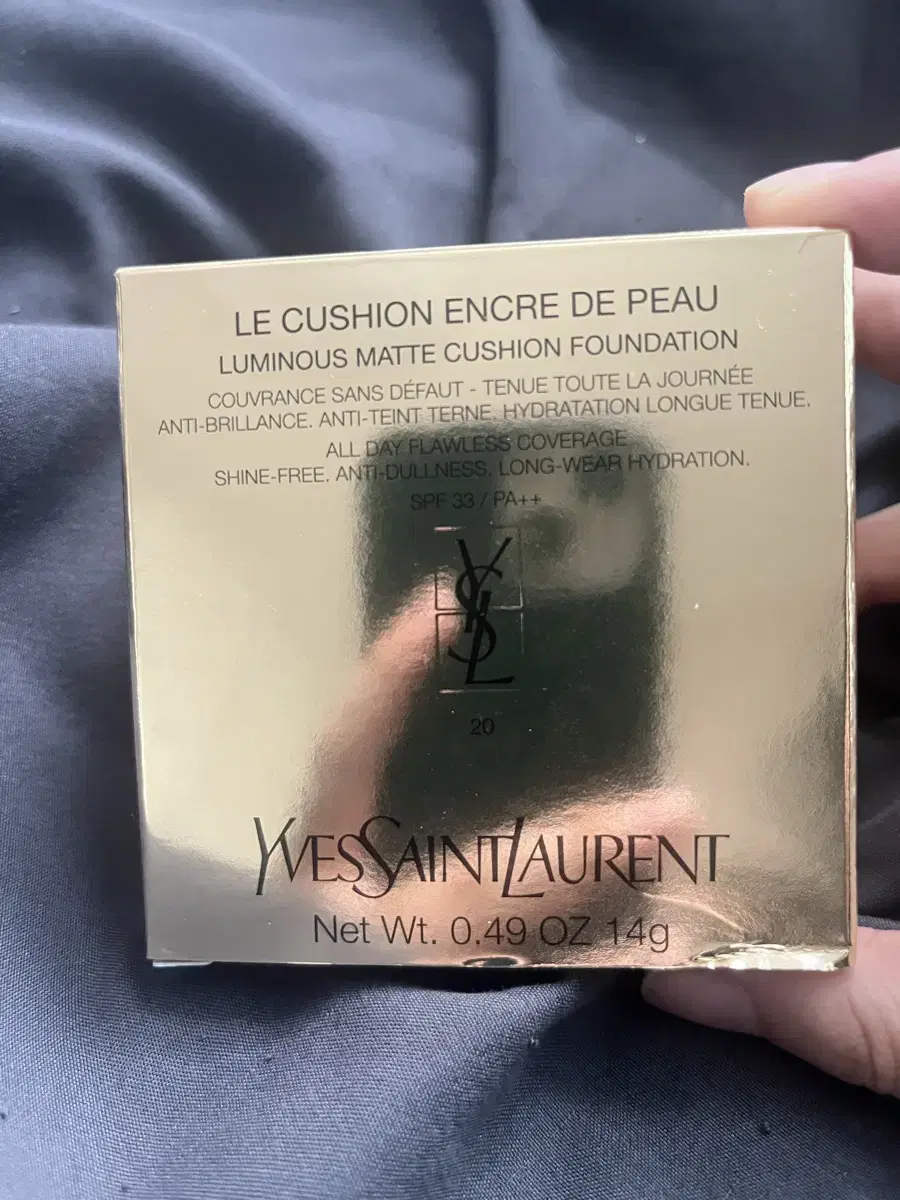 LE CUSHION ENCRE DE PEAU
LUMINOUS MATTE CUSHION FOUNDATION
COUVRANCE SANS DÉFAUT - TENUE TOUTE LA JOURNÉE
ANTI-BRILLANCE. ANTI-TEINT TERNE. HYDRATATION LONGUE TENUE.
ALL DAY FLAWLESS COVERAGE
SHINE-FREE. ANTI-DULLNESS. LONG-WEAR HYDRATION.
SPF 33 / PA++
YSL
20
YVESSAINTLAURENT
Net Wt. 0.49 OZ 14g